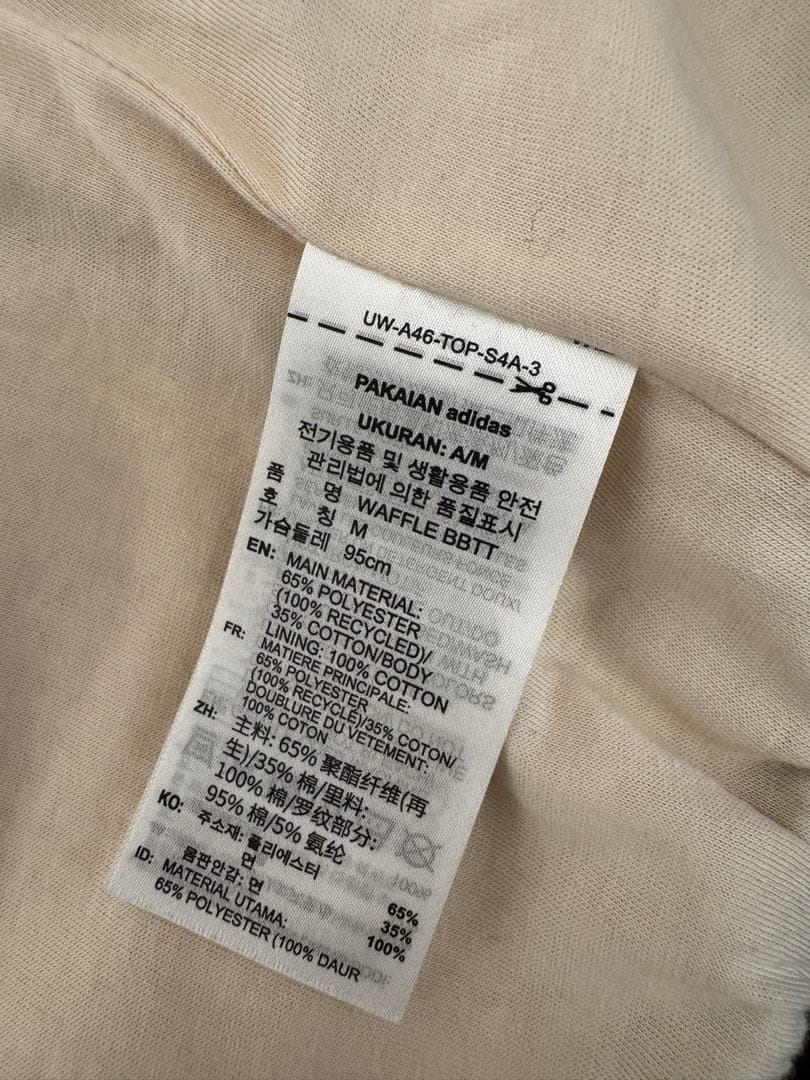 UW-A46-TOP-S4A-3
PAKAIAN adidas
UKURAN: A/M
전기용품 및 생활용품 안전
관리법에 의한 품질표시
품 명 WAFFLE BBTT
호 칭 M
가슴둘레 95cm
EN: MAIN MATERIAL:
65% POLYESTER
(100% RECYCLED)/
35% COTTON/BODY
LINING: 100% COTTON
FR: MATIERE PRINCIPALE:
65% POLYESTER
(100% RECYCLÉ)/35% COTON/
DOUBLURE DU VETEMENT:
100% COTON
ZH: 主料: 65% 聚酯纤维(再
生)/35% 棉/里料:
100% 棉/罗纹部分:
95% 棉/5% 氨纶
KO: 주소재: 폴리에스터 65%
면 35%
몸판안감: 면 100%
ID: MATERIAL UTAMA:
65% POLYESTER (100% DAUR